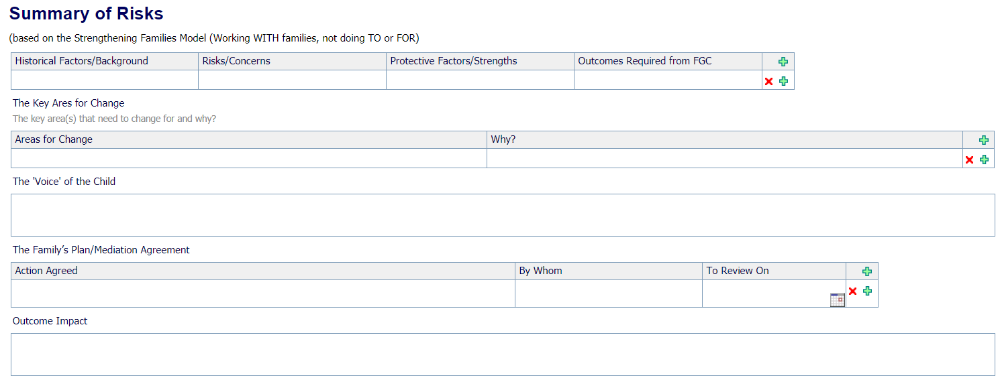 Summary of Risks
(based on the Strengthening Families Model (Working WITH families, not doing TO or FOR)
Historical Factors/Background Risks/Concerns Protective Factors/Strengths Outcomes Required from FGC
The Key Ares for Change
The key area(s) that need to change for and why?
Areas for Change Why?
The 'Voice' of the Child
The Family’s Plan/Mediation Agreement
Action Agreed By Whom To Review On
Outcome Impact